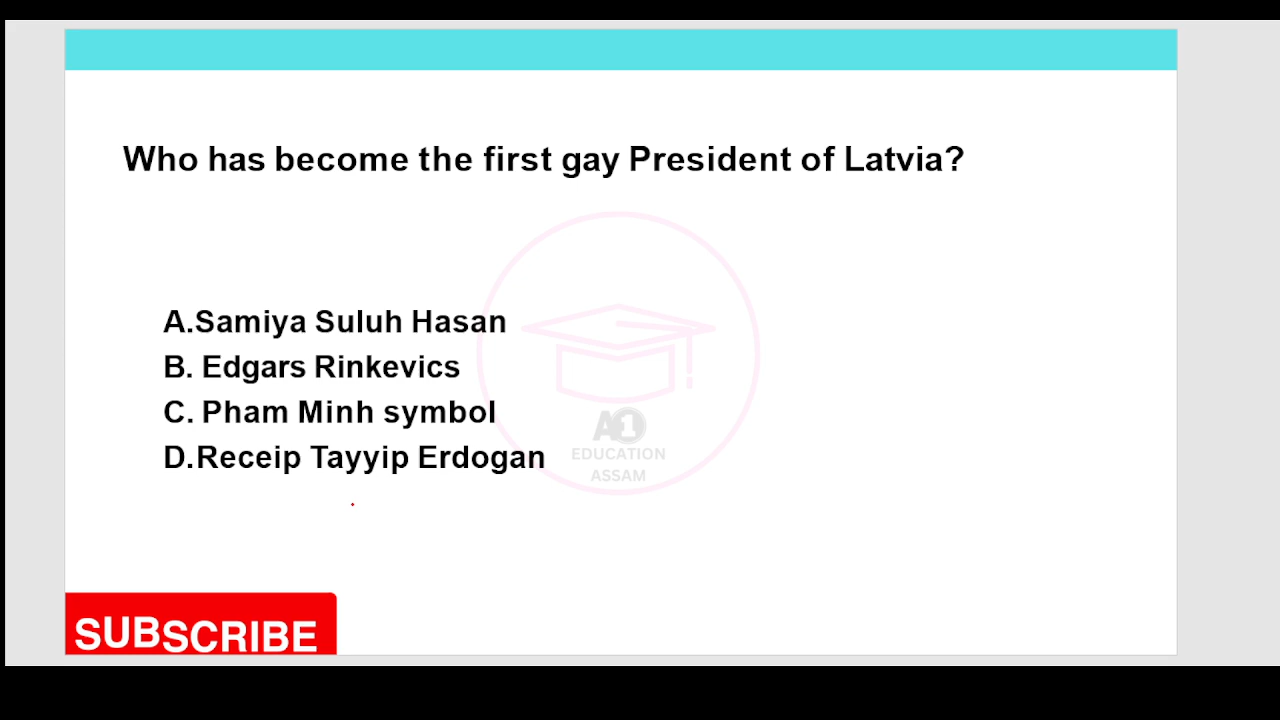 Who has become the first gay President of Latvia?
A.Samiya Suluh Hasan
B. Edgars Rinkevics
C. Pham Minh symbol
D.Receip Tayyip Erdogan
A1
EDUCATION
ASSAM
SUBSCRIBE